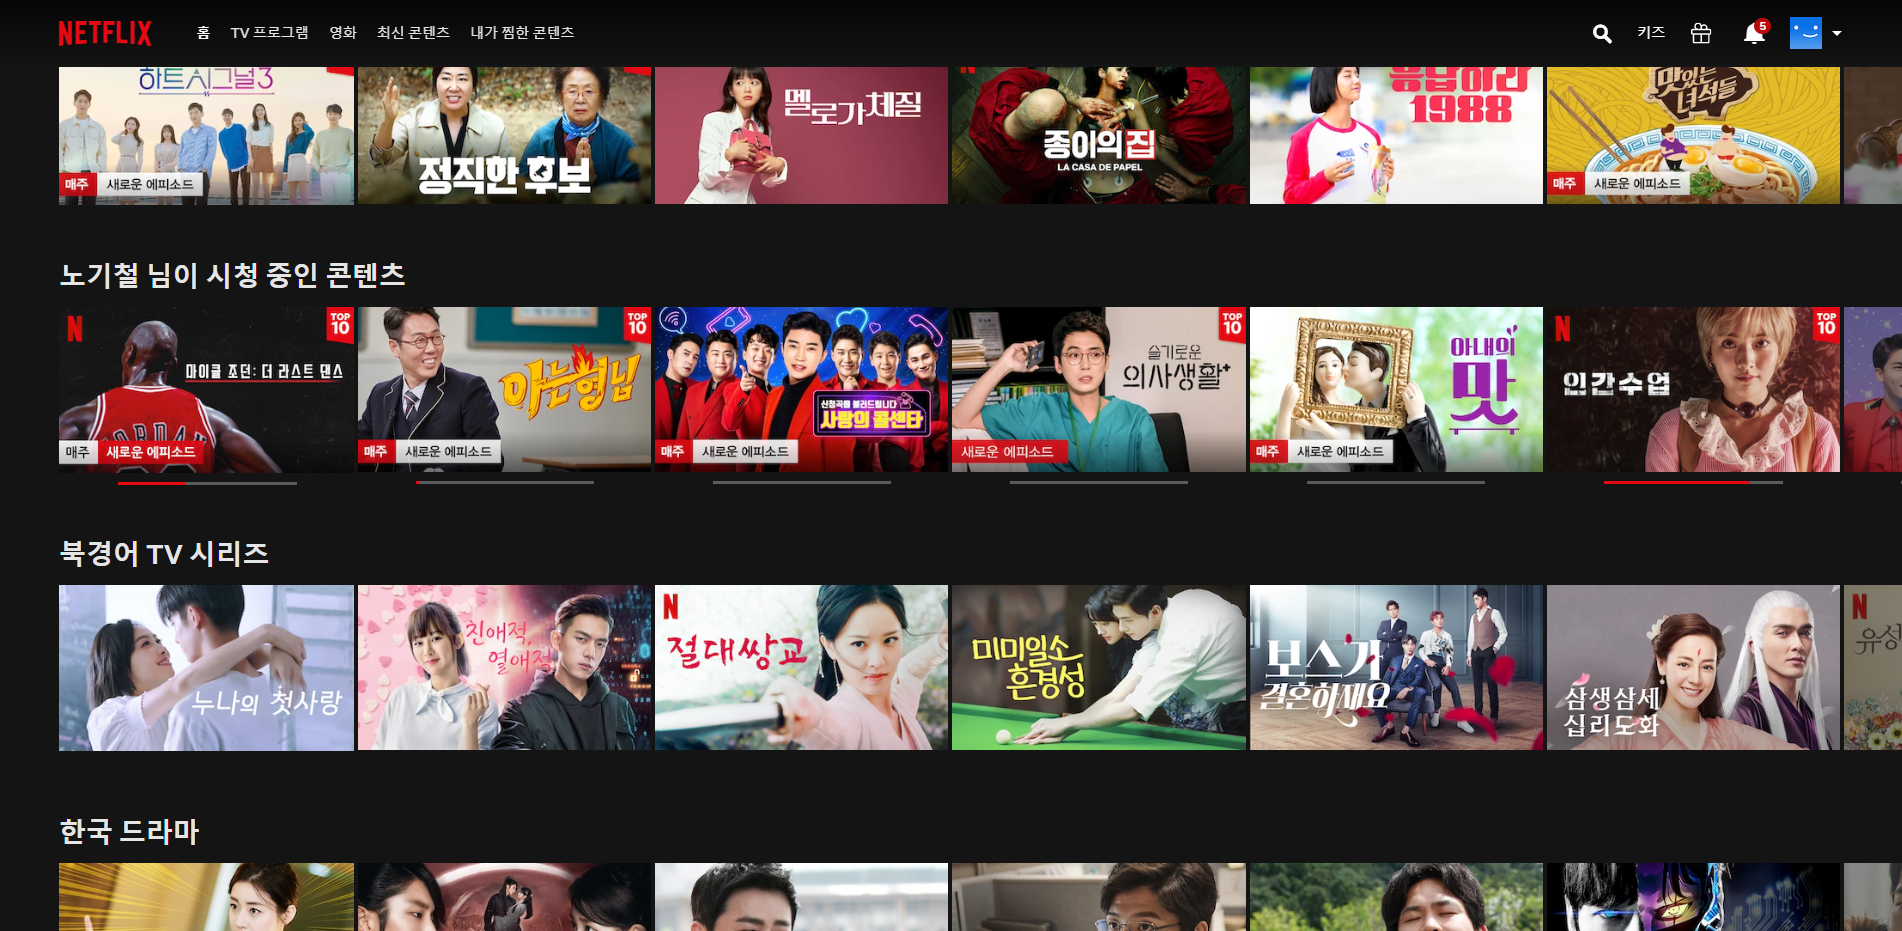 NETFLIX
홈
TV 프로그램
영화
최신 콘텐츠
내가 찜한 콘텐츠
키즈
5
하트시그널3
매주 새로운 에피소드
정직한 후보
멜로가 체질
종이의 집
LA CASA DE PAPEL
응답하라
1988
맛있는
녀석들
매주 새로운 에피소드
노기철 님이 시청 중인 콘텐츠
N
TOP
10
마이클 조던: 더 라스트 댄스
JORDAN
매주 새로운 에피소드
TOP
10
아는형님
매주 새로운 에피소드
신청곡을 불러드립니다
사랑의 콜센타
매주 새로운 에피소드
TOP
10
슬기로운
의사생활+
새로운 에피소드
아내의
맛
매주 새로운 에피소드
N
TOP
10
인간수업
북경어 TV 시리즈
누나의 첫사랑
친애적,
열애적
N
절대쌍교
미미일소
흔경성
보스가
결혼하재요
삼생삼세
십리도화
N
유성
한국 드라마